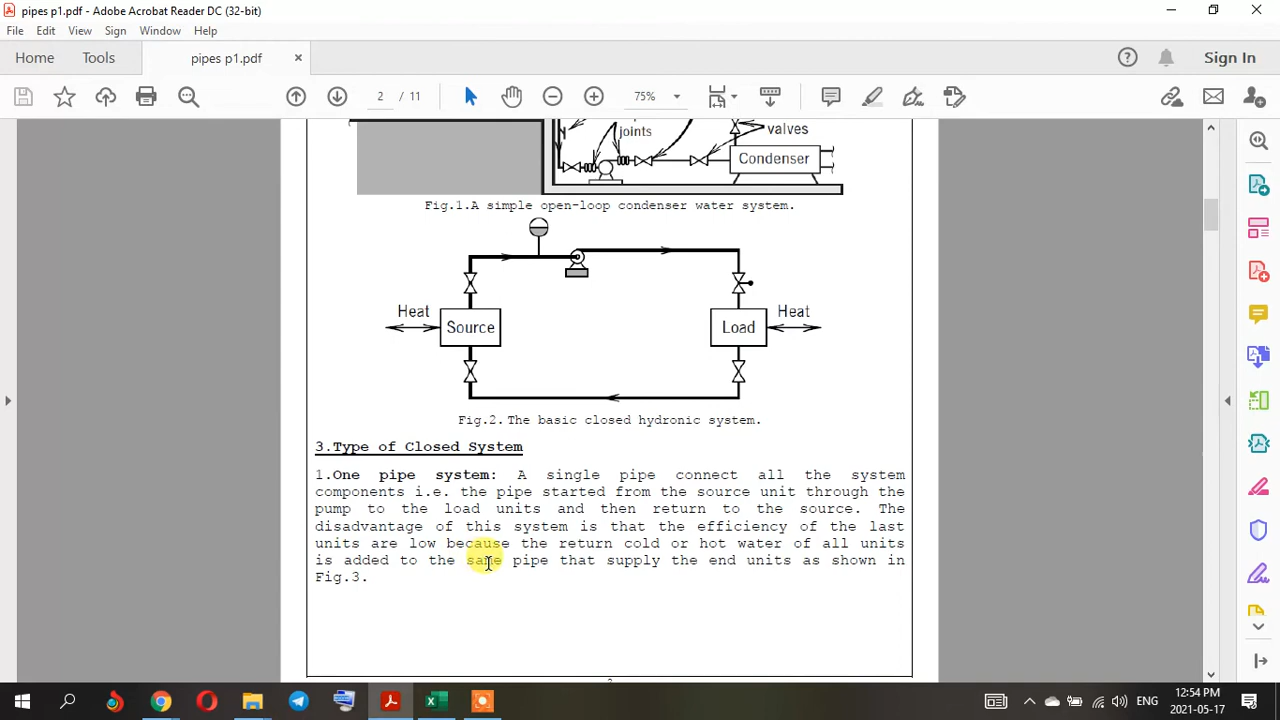 pipes p1.pdf - Adobe Acrobat Reader DC (32-bit)
File Edit View Sign Window Help
Home Tools pipes p1.pdf × Sign In
2 / 11 75%
joints
valves
Condenser
Fig.1.A simple open-loop condenser water system.
Heat
Source
Load
Heat
Fig.2. The basic closed hydronic system.
3.Type of Closed System
1.One pipe system: A single pipe connect all the system
components i.e. the pipe started from the source unit through the
pump to the load units and then return to the source. The
disadvantage of this system is that the efficiency of the last
units are low because the return cold or hot water of all units
is added to the same pipe that supply the end units as shown in
Fig.3.
ENG
12:54 PM
2021-05-17